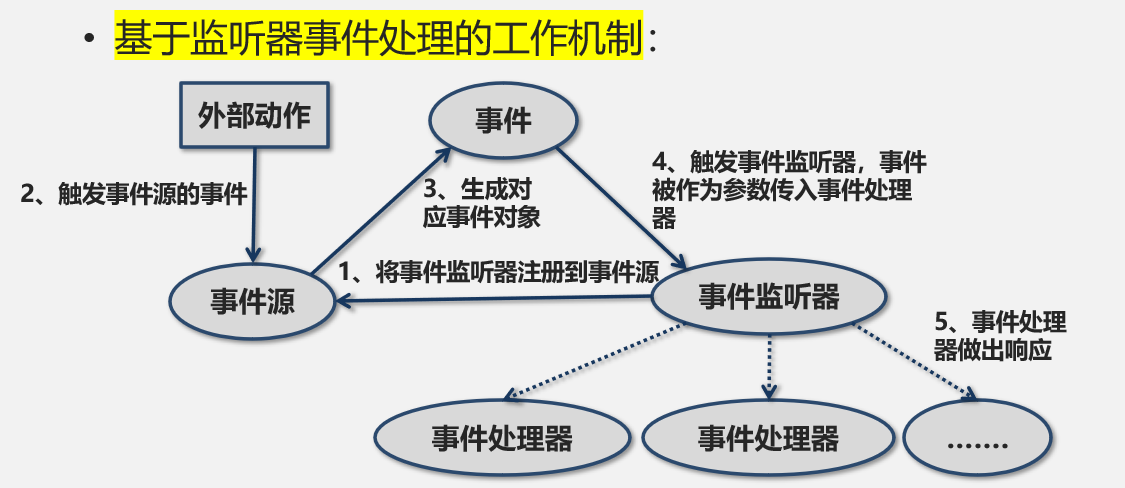 • 基于监听器事件处理的工作机制：
外部动作
事件
2、触发事件源的事件
3、生成对
应事件对象
4、触发事件监听器，事件
被作为参数传入事件处理
器
1、将事件监听器注册到事件源
事件源
事件监听器
5、事件处理
器做出响应
事件处理器
事件处理器
.......